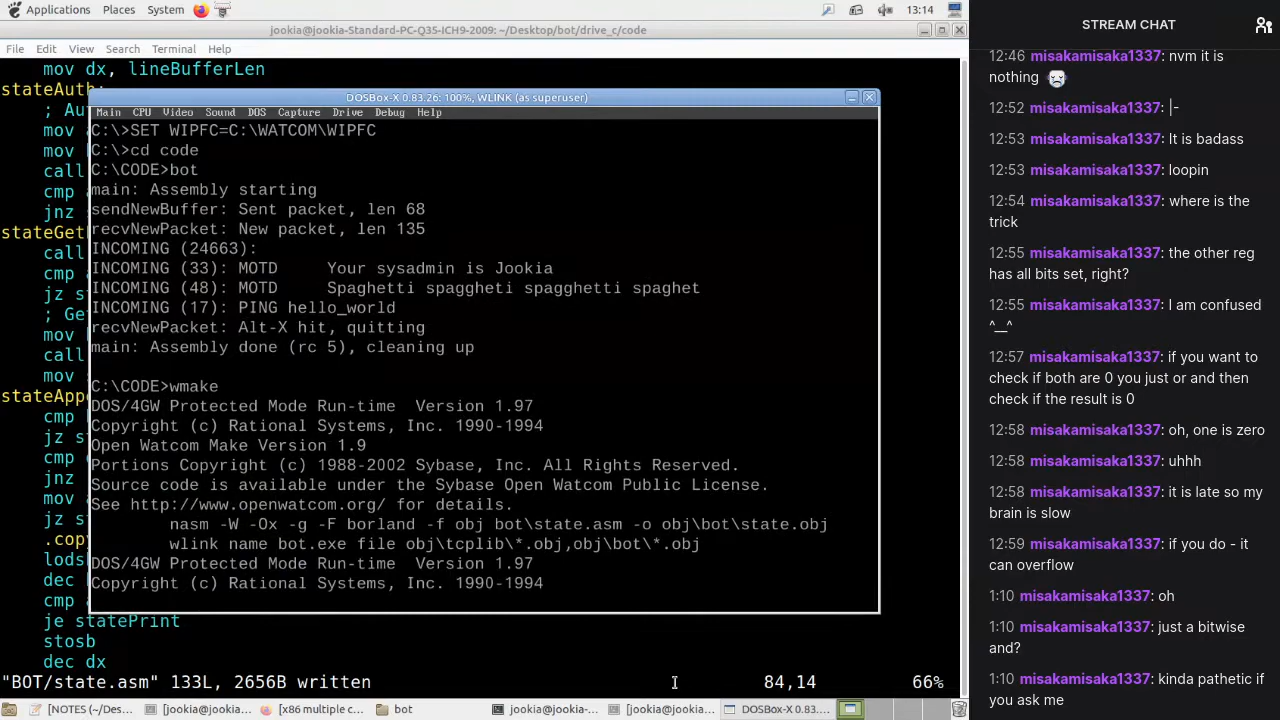 Applications Places System 13:14
jookia@jookia-Standard-PC-Q35-ICH9-2009: ~/Desktop/bot/drive_c/code
File Edit View Search Terminal Help
mov dx, lineBufferLen
stateAuth:
; Au
mov a
mov
call
cmp
jnz s
stateGet
call
cmp
jz s
; Ge
mov
call
mov s
stateApp
cmp
jz s
cmp
jnz
mov a
jz s
.copy
lods
dec
cmp a
je statePrint
stosb
dec dx
"BOT/state.asm" 133L, 2656B written 84,14 66%
DOSBox-X 0.83.26: 100%, WLINK (as superuser)
Main CPU Video Sound DOS Capture Drive Debug Help
C:\>SET WIPFC=C:\WATCOM\WIPFC
C:\>cd code
C:\CODE>bot
main: Assembly starting
sendNewBuffer: Sent packet, len 68
recvNewPacket: New packet, len 135
INCOMING (24663):
INCOMING (33): MOTD Your sysadmin is Jookia
INCOMING (48): MOTD Spaghetti spaggheti spagghetti spaghet
INCOMING (17): PING hello_world
recvNewPacket: Alt-X hit, quitting
main: Assembly done (rc 5), cleaning up
C:\CODE>wmake
DOS/4GW Protected Mode Run-time Version 1.97
Copyright (c) Rational Systems, Inc. 1990-1994
Open Watcom Make Version 1.9
Portions Copyright (c) 1988-2002 Sybase, Inc. All Rights Reserved.
Source code is available under the Sybase Open Watcom Public License.
See http://www.openwatcom.org/ for details.
nasm -W -Ox -g -F borland -f obj bot\state.asm -o obj\bot\state.obj
wlink name bot.exe file obj\tcplib\*.obj,obj\bot\*.obj
DOS/4GW Protected Mode Run-time Version 1.97
Copyright (c) Rational Systems, Inc. 1990-1994
[NOTES (~/Des... [jookia@jookia... [x86 multiple c... bot jookia@jookia-... [jookia@jookia... DOSBox-X 0.83....
STREAM CHAT
12:46 misakamisaka1337: nvm it is
nothing
12:52 misakamisaka1337: |-
12:53 misakamisaka1337: It is badass
12:53 misakamisaka1337: loopin
12:54 misakamisaka1337: where is the
trick
12:55 misakamisaka1337: the other reg
has all bits set, right?
12:55 misakamisaka1337: I am confused
^__^
12:57 misakamisaka1337: if you want to
check if both are 0 you just or and then
check if the result is 0
12:58 misakamisaka1337: oh, one is zero
12:58 misakamisaka1337: uhhh
12:58 misakamisaka1337: it is late so my
brain is slow
12:59 misakamisaka1337: if you do - it
can overflow
1:10 misakamisaka1337: oh
1:10 misakamisaka1337: just a bitwise
and?
1:10 misakamisaka1337: kinda pathetic if
you ask me